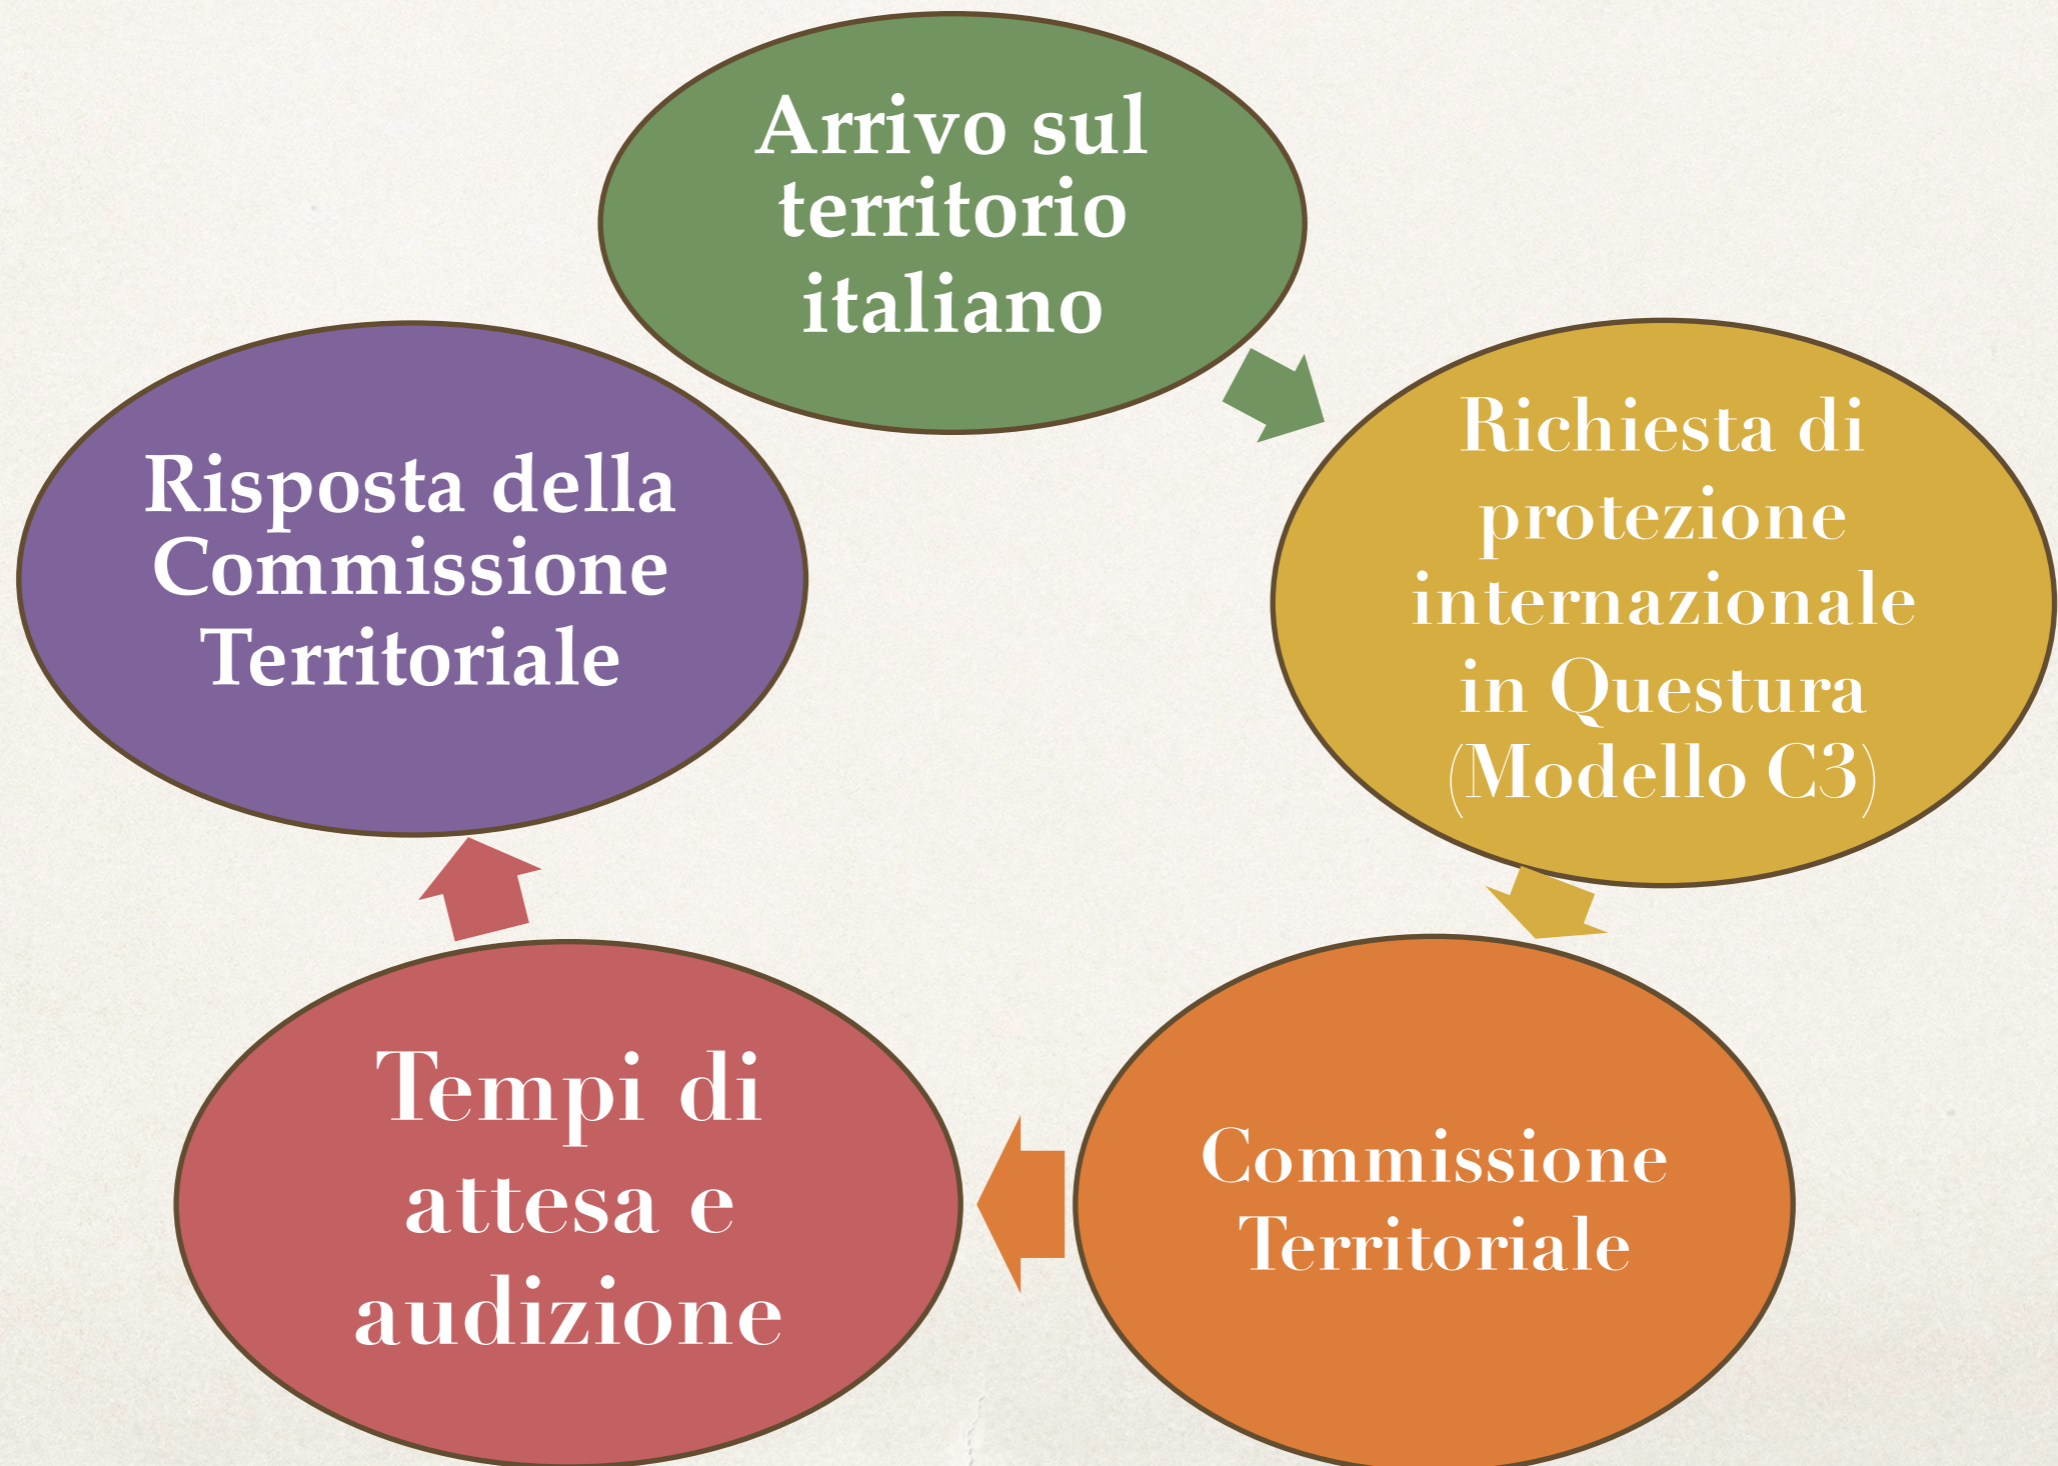 Arrivo sul
territorio
italiano
Richiesta di
protezione
internazionale
in Questura
(Modello C3)
Commissione
Territoriale
Tempi di
attesa e
audizione
Risposta della
Commissione
Territoriale